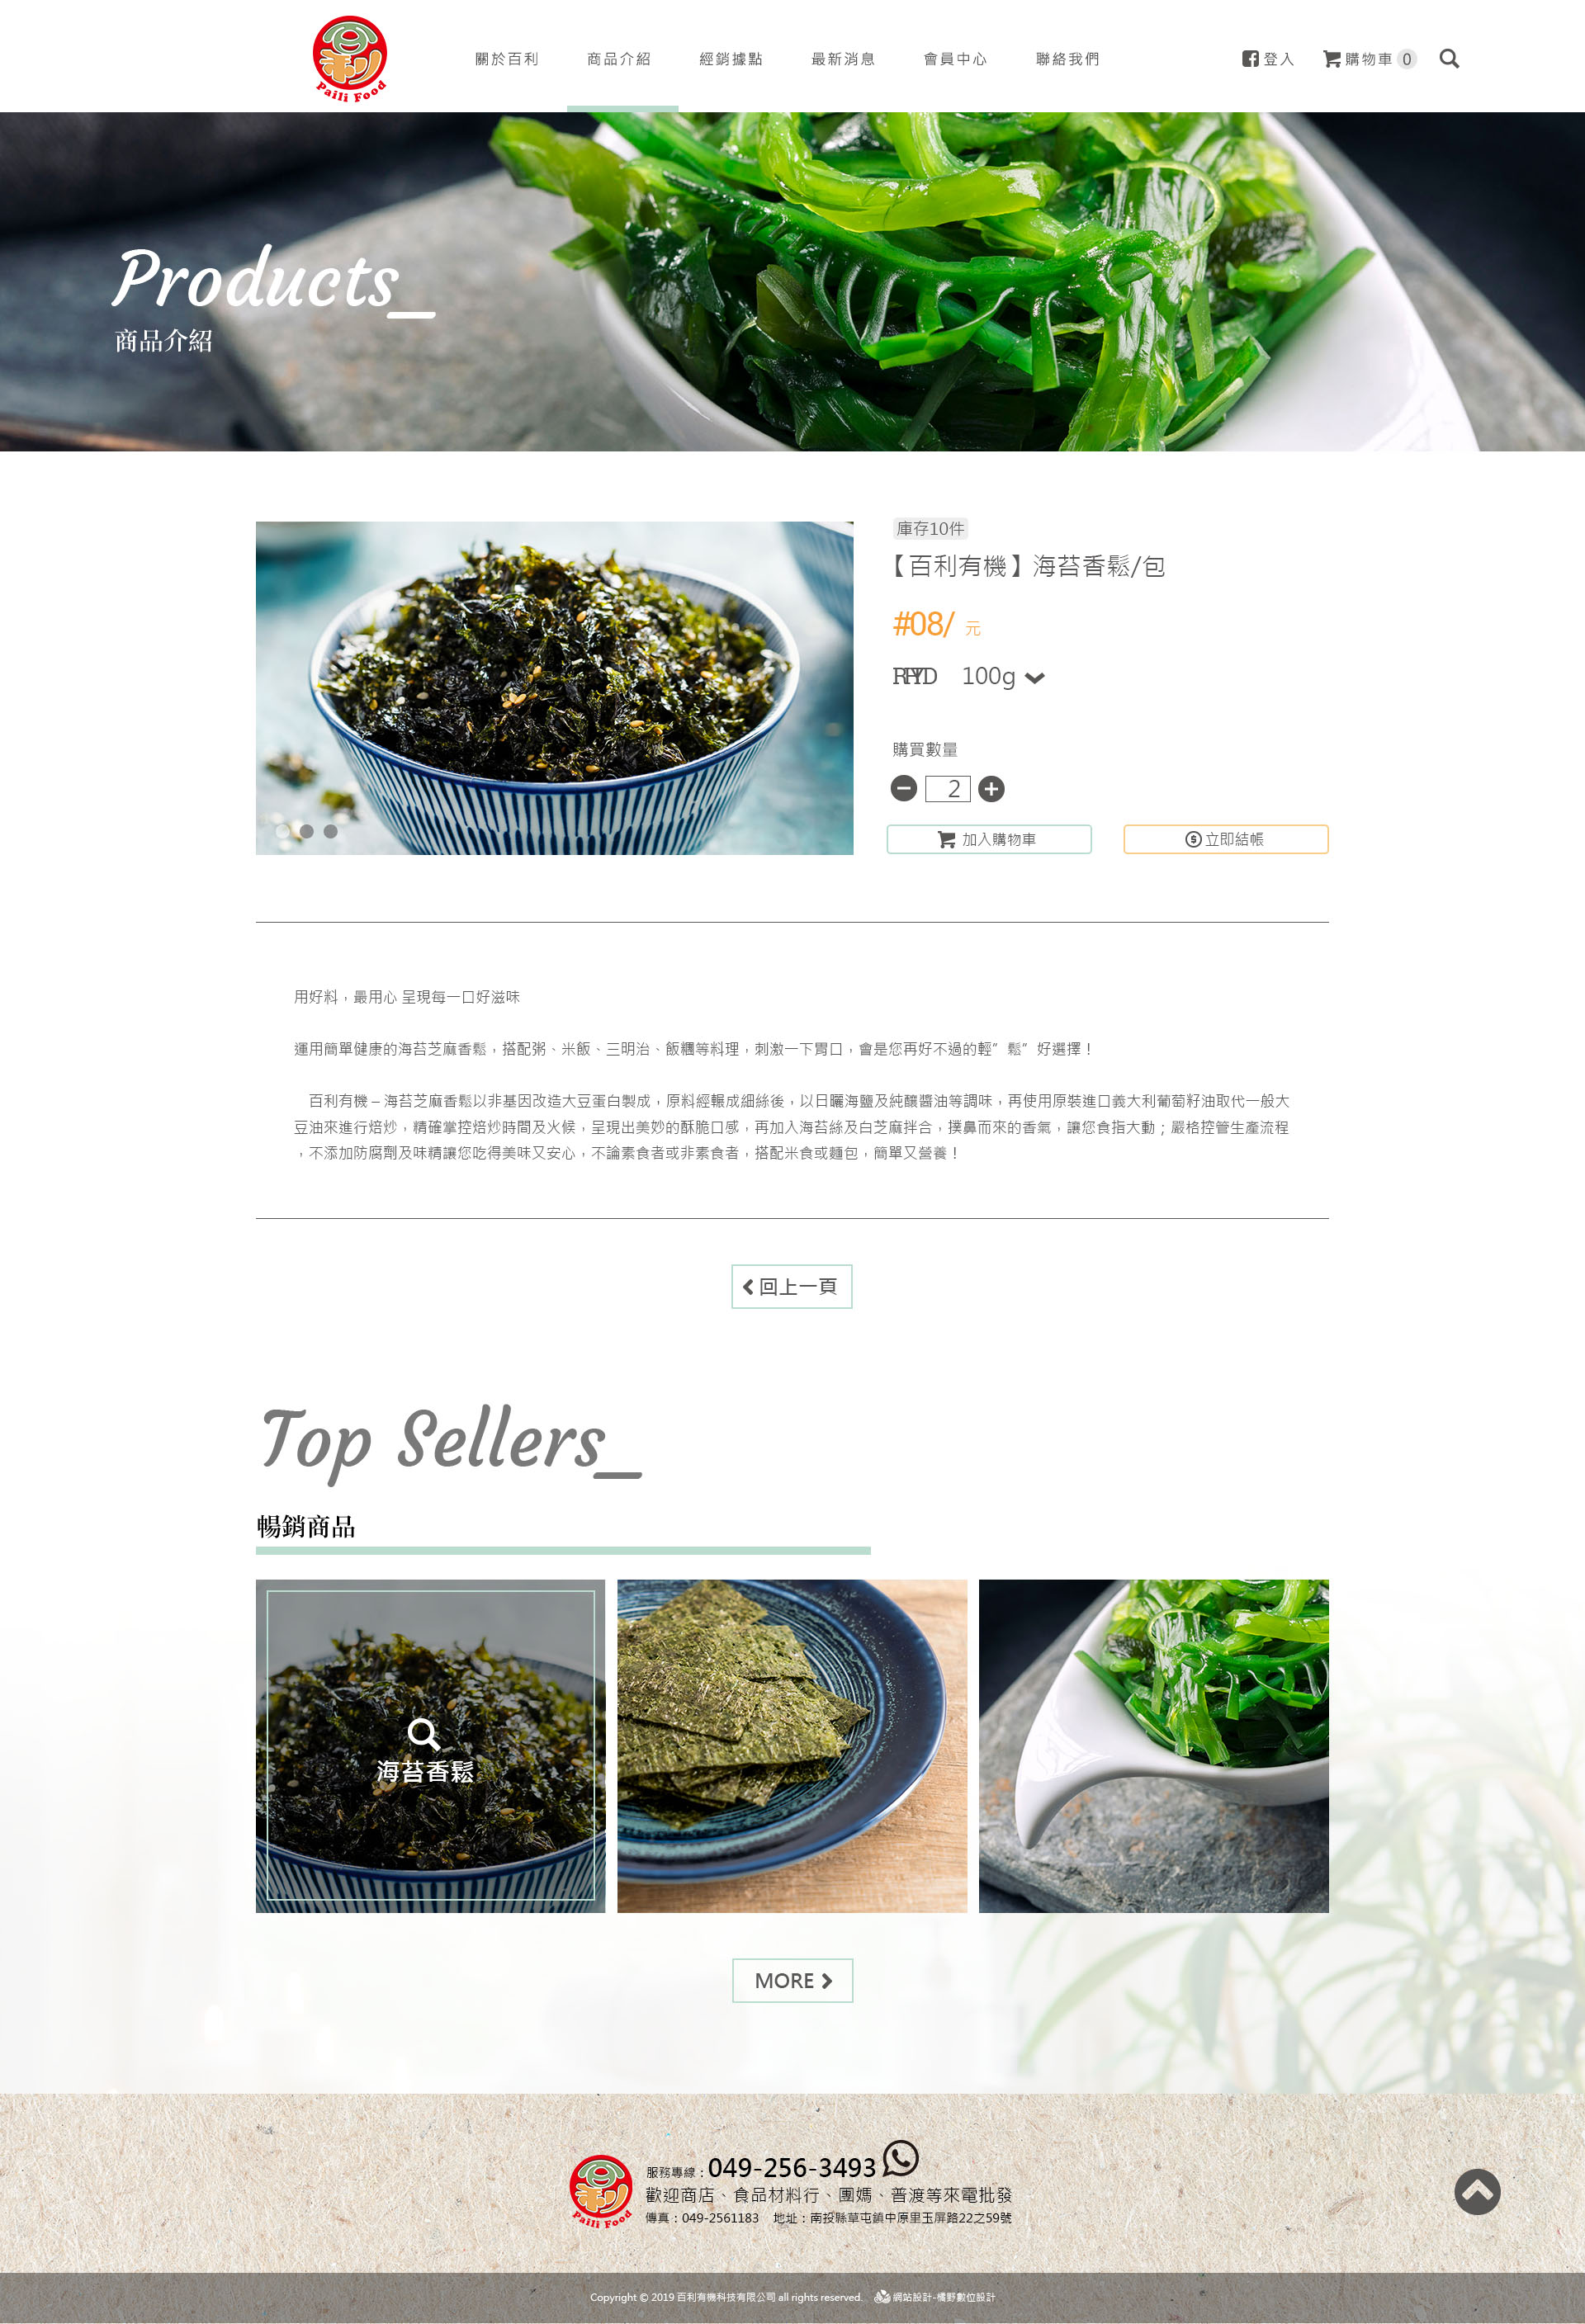 Paili Food
關於百利
商品介紹
經銷據點
最新消息
會員中心
聯絡我們
登入
購物車 0
Products_
商品介紹
庫存10件
【百利有機】海苔香鬆/包
#08/ 元
RHYD 100g
購買數量
2
加入購物車
立即結帳
用好料，最用心 呈現每一口好滋味
運用簡單健康的海苔芝麻香鬆，搭配粥、米飯、三明治、飯糰等料理，刺激一下胃口，會是您再好不過的輕”鬆”好選擇！
百利有機 – 海苔芝麻香鬆以非基因改造大豆蛋白製成，原料經輾成細絲後，以日曬海鹽及純釀醬油等調味，再使用原裝進口義大利葡萄籽油取代一般大
豆油來進行焙炒，精確掌控焙炒時間及火候，呈現出美妙的酥脆口感，再加入海苔絲及白芝麻拌合，撲鼻而來的香氣，讓您食指大動；嚴格控管生產流程
，不添加防腐劑及味精讓您吃得美味又安心，不論素食者或非素食者，搭配米食或麵包，簡單又營養！
回上一頁
Top Sellers_
暢銷商品
海苔香鬆
MORE
Paili Food
服務專線：049-256-3493
歡迎商店、食品材料行、團媽、普渡等來電批發
傳真：049-2561183 地址：南投縣草屯鎮中原里玉屏路22之59號
Copyright © 2019 百利有機科技有限公司 all rights reserved. 網站設計-橘野數位設計